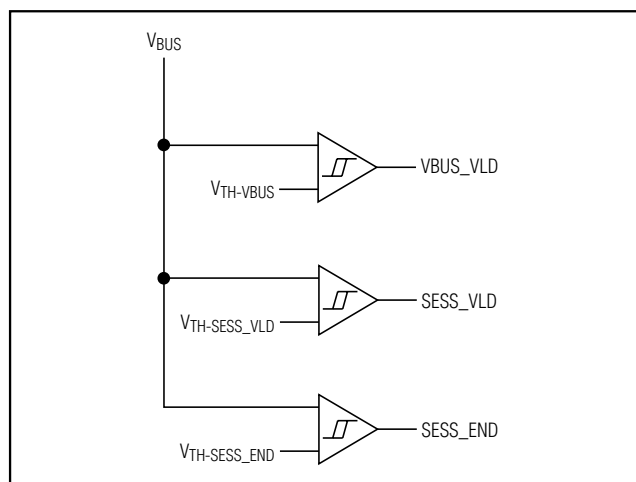 VBUS
VBUS_VLD
VTH-VBUS
SESS_VLD
VTH-SESS_VLD
SESS_END
VTH-SESS_END